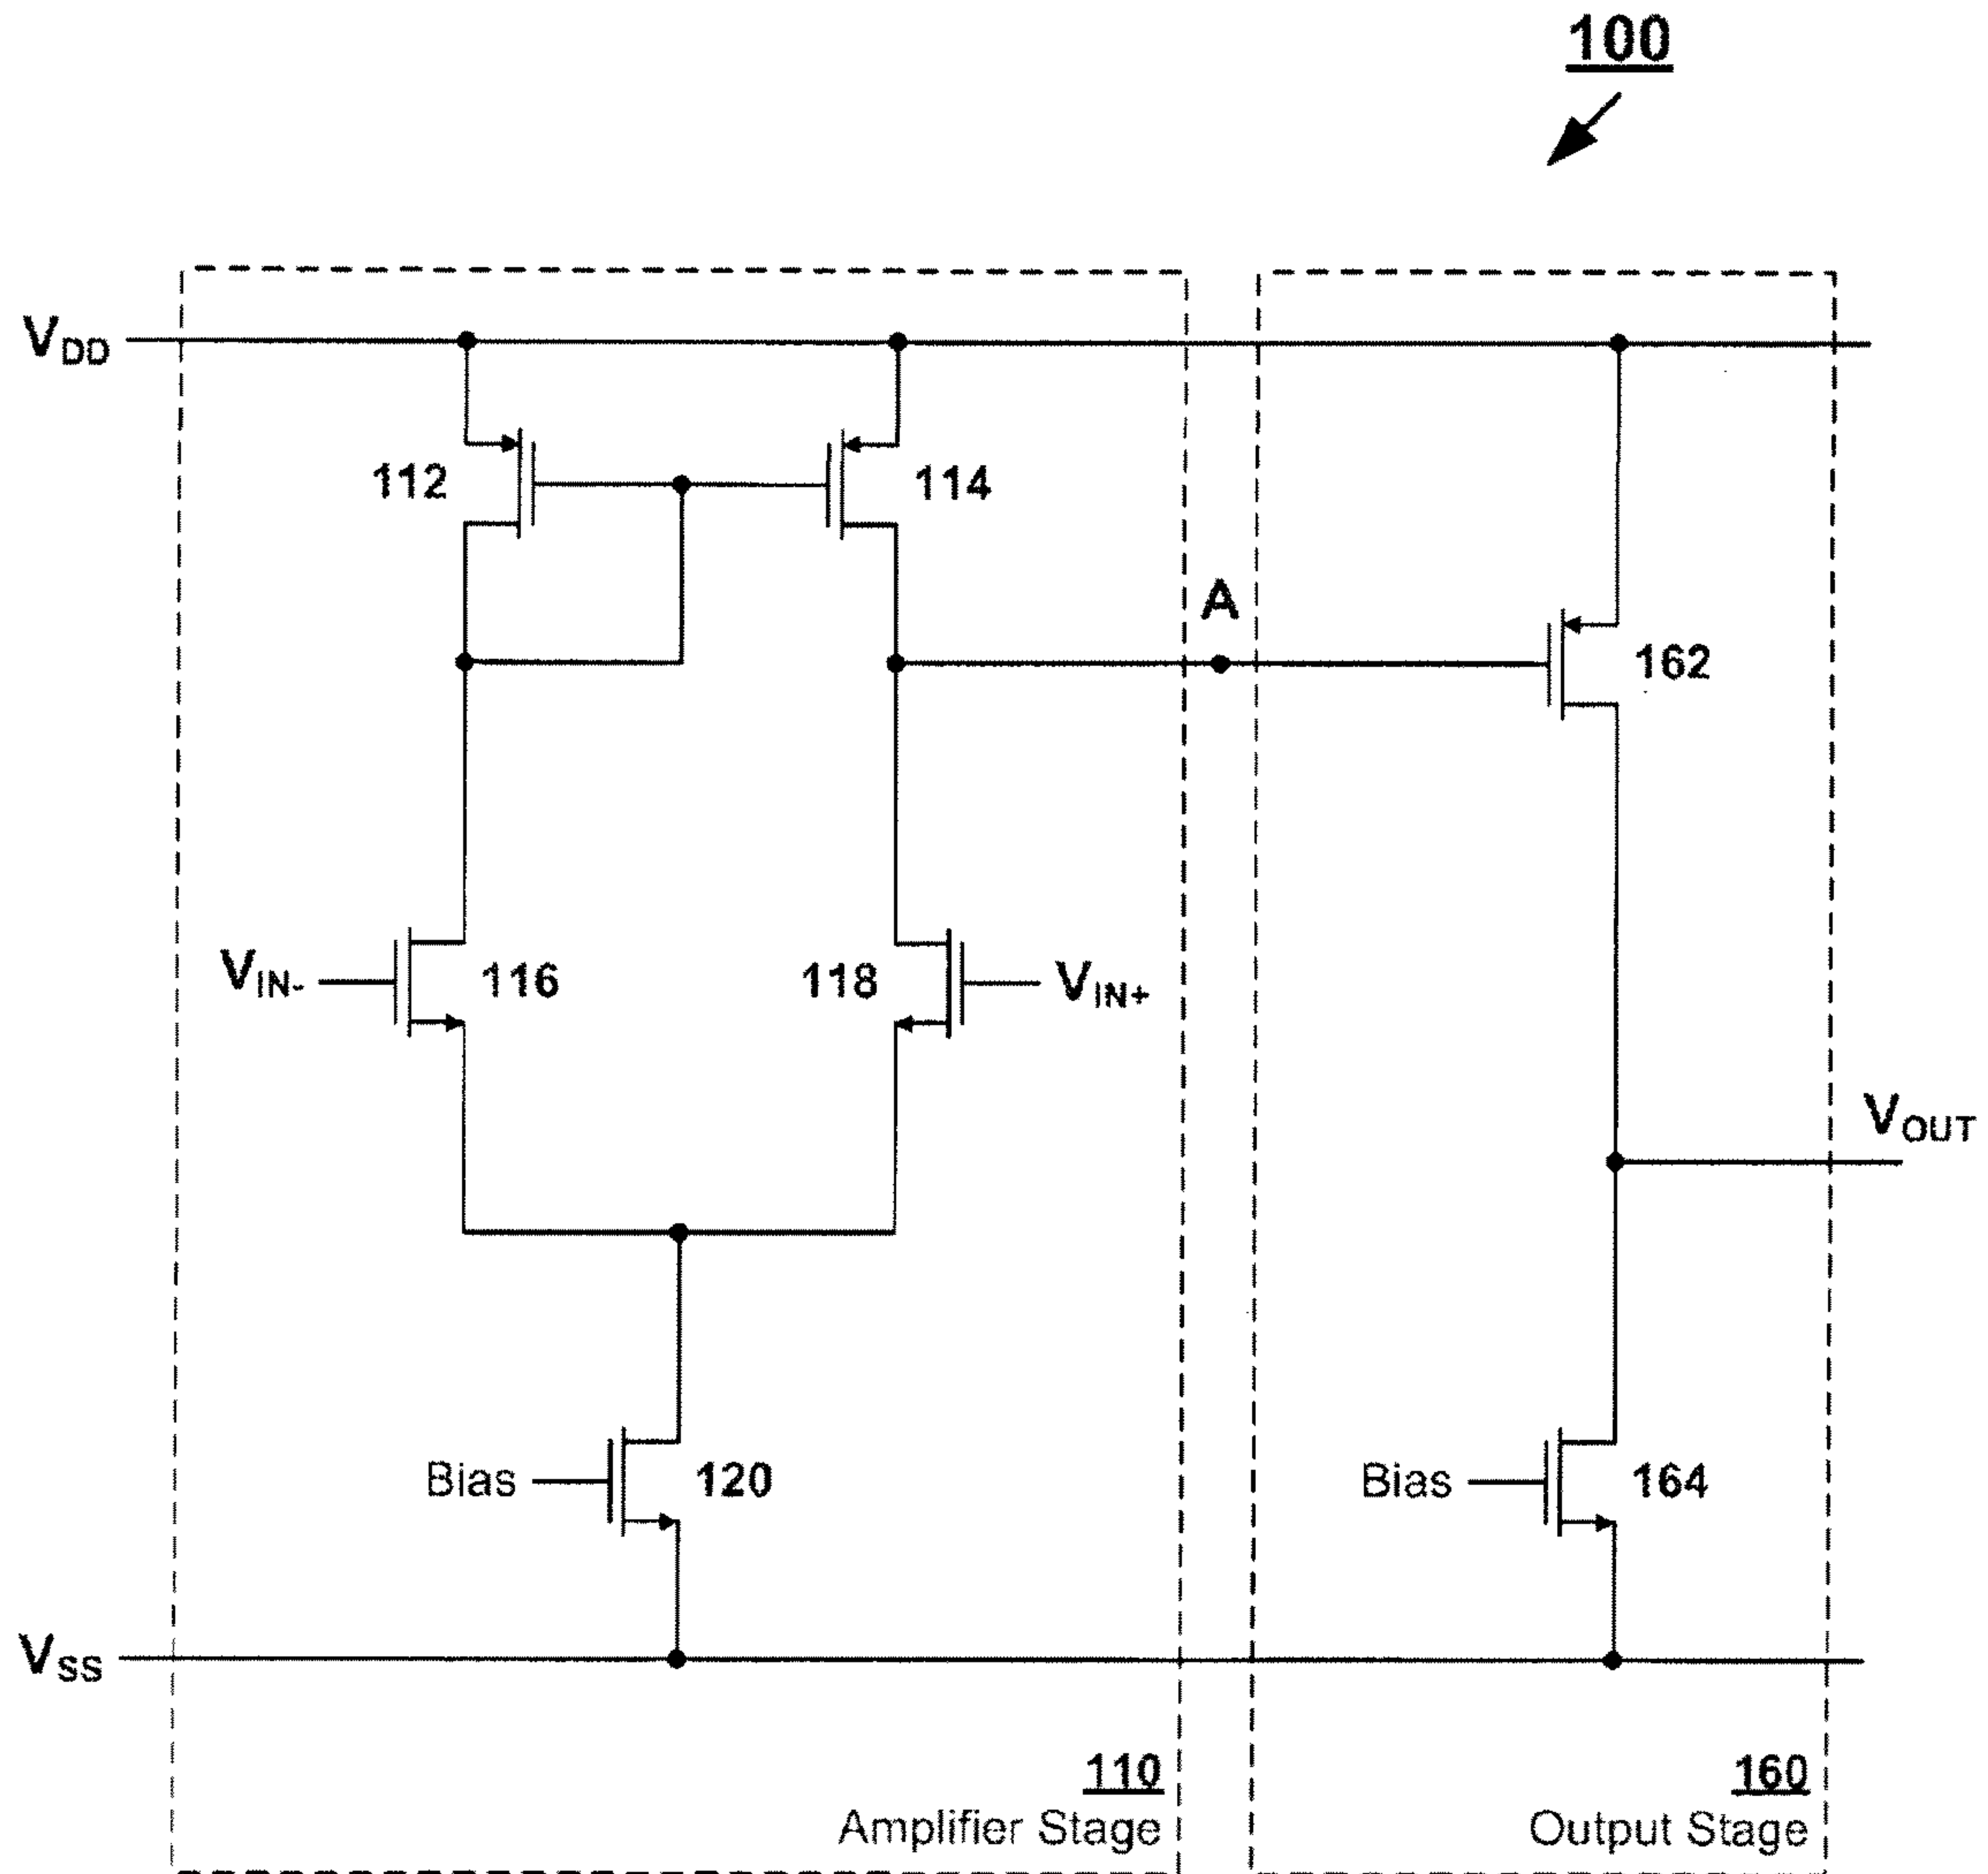 100
VDD
112
114
A
162
VIN-
116
118
VIN+
VOUT
Bias
120
Bias
164
VSS
110
Amplifier Stage
160
Output Stage